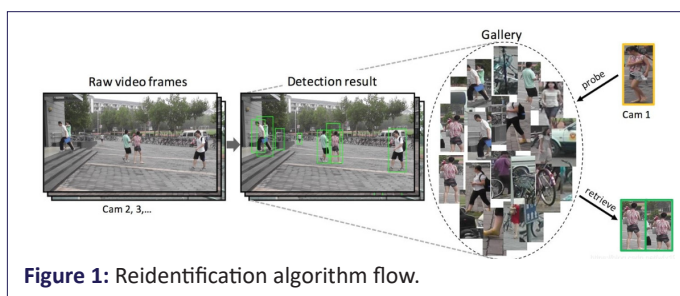 Gallery
Raw video frames
Detection result
probe
Cam 1
retrieve
Cam 2, 3,...
Figure 1: Reidentification algorithm flow.